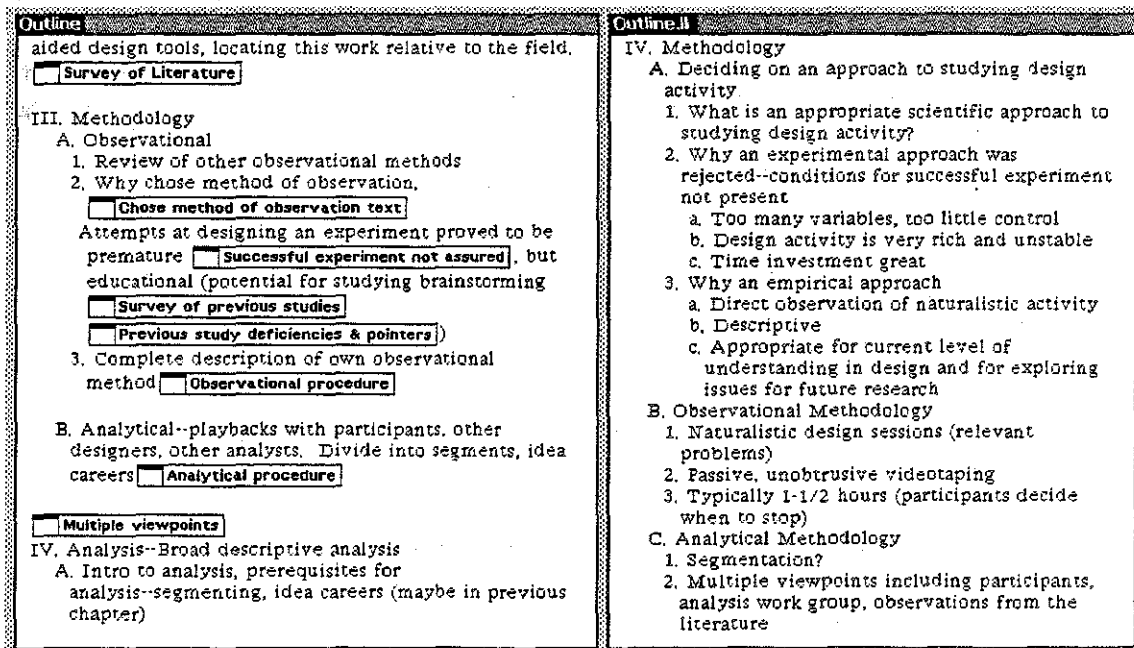 Outline
aided design tools, locating this work relative to the field.
Survey of Literature
III. Methodology
A. Observational
1. Review of other observational methods
2. Why chose method of observation.
Chose method of observation text
Attempts at designing an experiment proved to be
premature Successful experiment not assured, but
educational (potential for studying brainstorming
Survey of previous studies
Previous study deficiencies & pointers)
3. Complete description of own observational
method Observational procedure
B. Analytical--playbacks with participants, other
designers, other analysts. Divide into segments, idea
careers Analytical procedure
Multiple viewpoints
IV. Analysis--Broad descriptive analysis
A. Intro to analysis, prerequisites for
analysis--segmenting, idea careers (maybe in previous
chapter)
Outline.II
IV. Methodology
A. Deciding on an approach to studying design
activity
1. What is an appropriate scientific approach to
studying design activity?
2. Why an experimental approach was
rejected--conditions for successful experiment
not present
a. Too many variables, too little control
b. Design activity is very rich and unstable
c. Time investment great
3. Why an empirical approach
a. Direct observation of naturalistic activity
b. Descriptive
c. Appropriate for current level of
understanding in design and for exploring
issues for future research
B. Observational Methodology
1. Naturalistic design sessions (relevant
problems)
2. Passive, unobtrusive videotaping
3. Typically 1-1/2 hours (participants decide
when to stop)
C. Analytical Methodology
1. Segmentation?
2. Multiple viewpoints including participants,
analysis work group, observations from the
literature